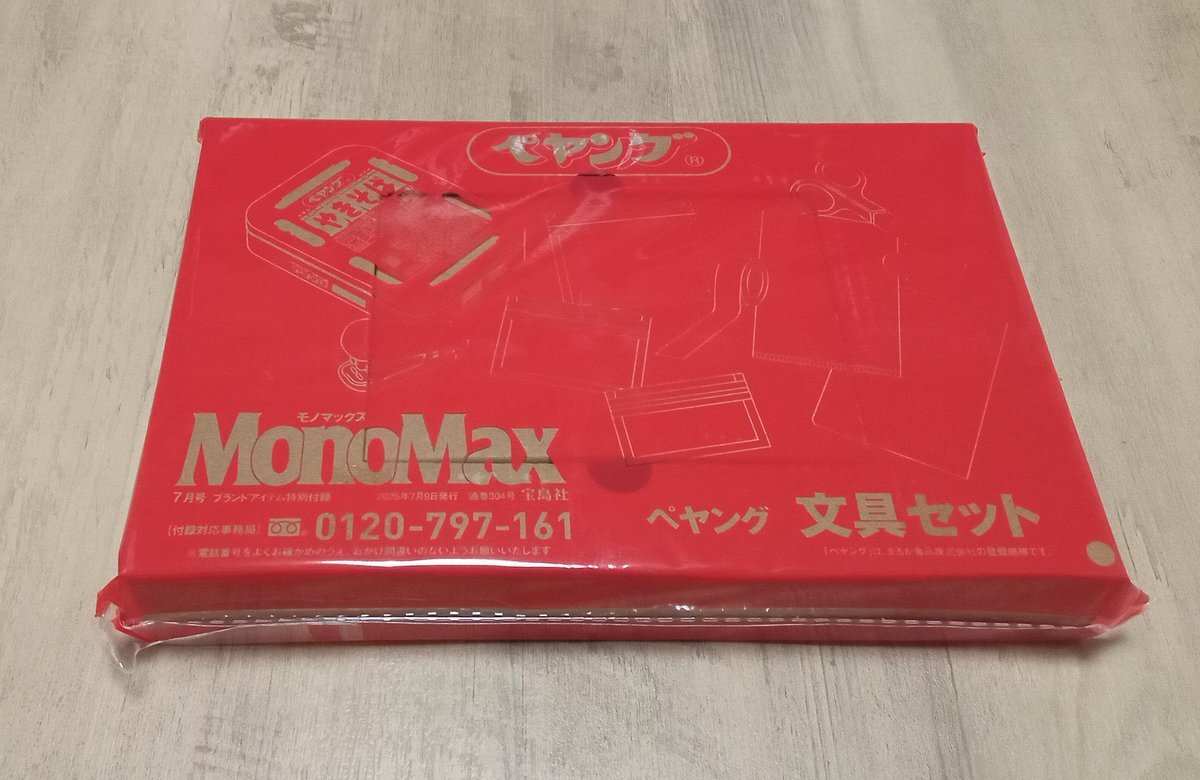 ペヤング®
ペヤング
やきそば
モノマックス
MonoMax
7月号 ブランドアイテム特別付録 2025年7月9日発行 通巻304号 宝島社
[付録対応事務局] 0120-797-161
※電話番号をよくお確かめのうえ、おかけ間違いのないようお願いいたします
ペヤング 文具セット
「ペヤング」は、まるか食品株式会社の登録商標です。